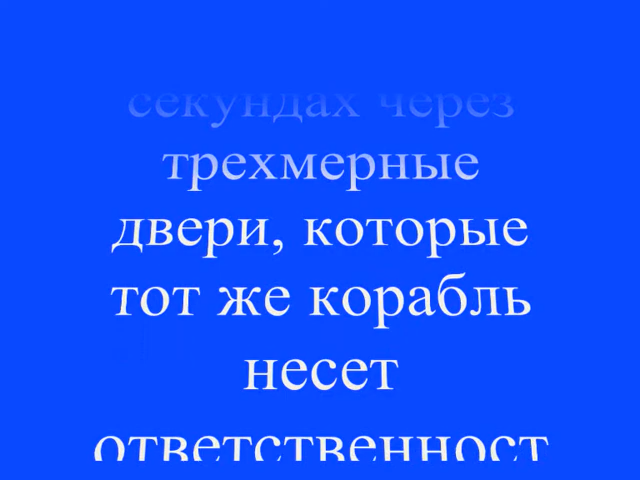 секундах через
трехмерные
двери, которые
тот же корабль
несет
ответственност